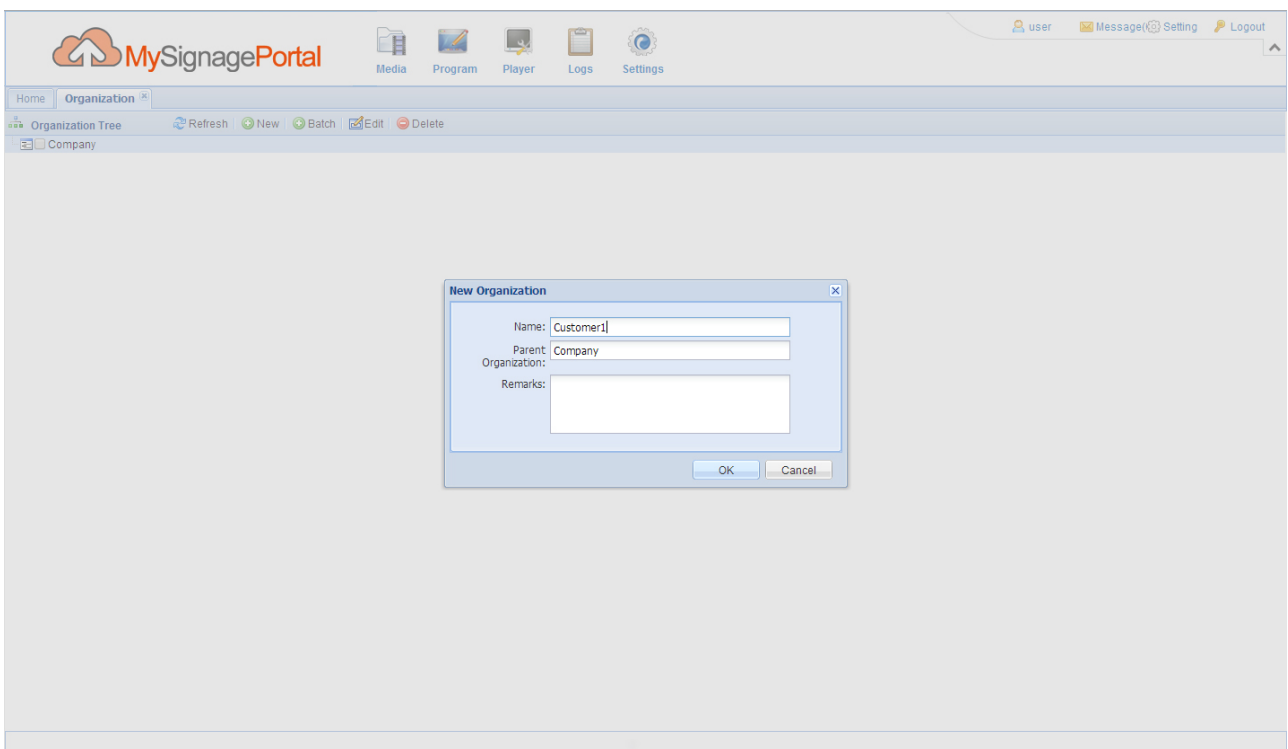 user Message( Setting Logout
MySignagePortal
Media Program Player Logs Settings
Home Organization
Organization Tree Refresh New Batch Edit Delete
Company
New Organization
Name: Customer1
Parent Organization: Company
Remarks:
OK Cancel